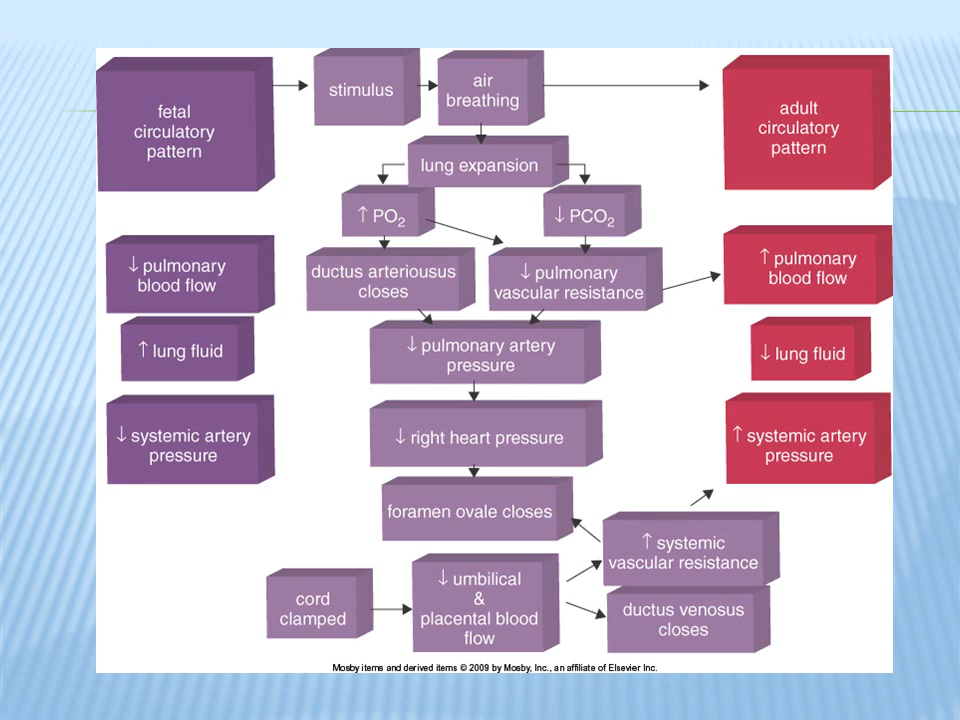 fetal
circulatory
pattern
stimulus
air
breathing
adult
circulatory
pattern
lung expansion
↑ PO₂
↓ PCO₂
↓ pulmonary
blood flow
ductus arteriousus
closes
↓ pulmonary
vascular resistance
↑ pulmonary
blood flow
↑ lung fluid
↓ pulmonary artery
pressure
↓ lung fluid
↓ systemic artery
pressure
↓ right heart pressure
↑ systemic artery
pressure
foramen ovale closes
↑ systemic
vascular resistance
cord
clamped
↓ umbilical
&
placental blood
flow
ductus venosus
closes
Mosby items and derived items © 2009 by Mosby, Inc., an affiliate of Elsevier Inc.